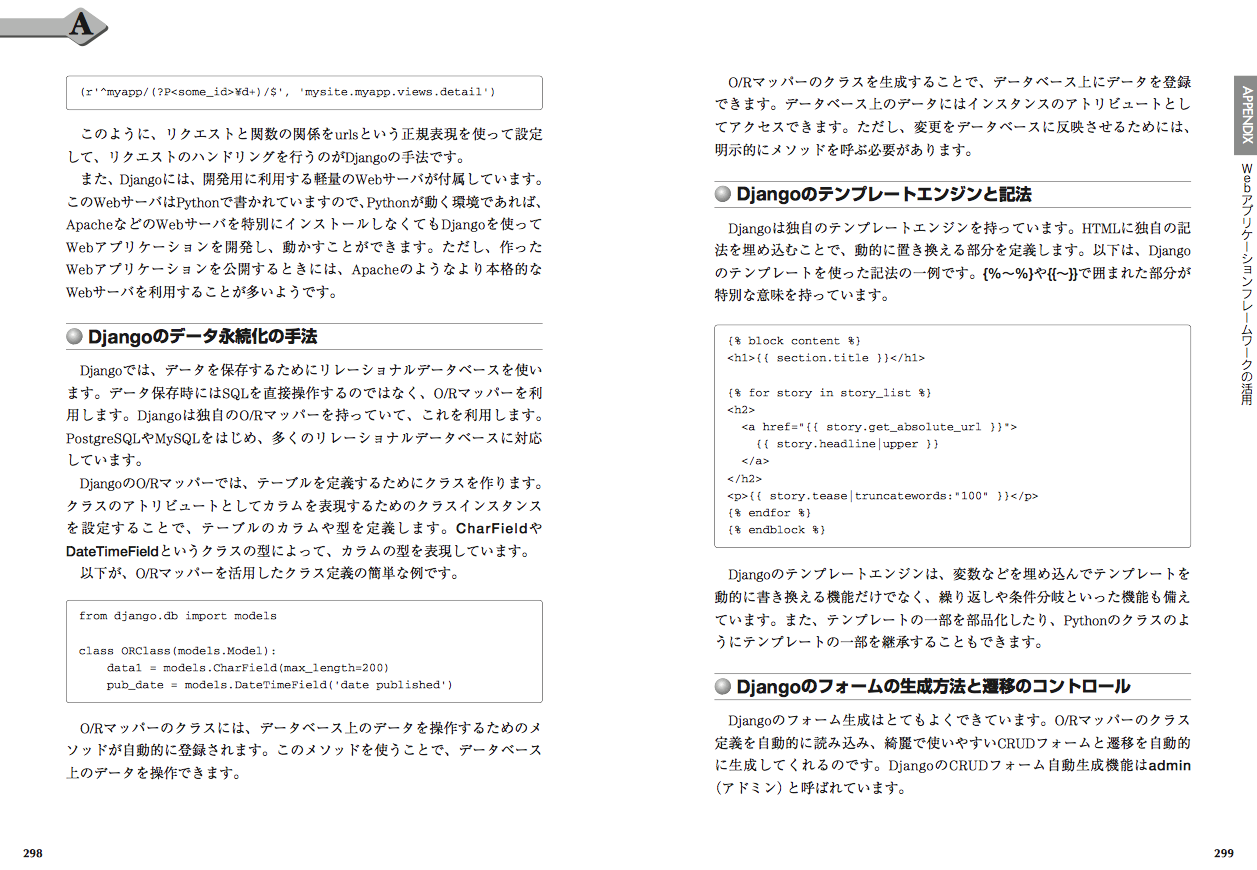 A
(r'^myapp/(?P<some_id>¥d+)/$', 'mysite.myapp.views.detail')
このように、リクエストと関数の関係をurlsという正規表現を使って設定
して、リクエストのハンドリングを行うのがDjangoの手法です。
また、Djangoには、開発用に利用する軽量のWebサーバが付属しています。
このWebサーバはPythonで書かれていますので、Pythonが動く環境であれば、
ApacheなどのWebサーバを特別にインストールしなくてもDjangoを使って
Webアプリケーションを開発し、動かすことができます。ただし、作った
Webアプリケーションを公開するときには、Apacheのようなより本格的な
Webサーバを利用することが多いようです。
Djangoのデータ永続化の手法
Djangoでは、データを保存するためにリレーショナルデータベースを使い
ます。データ保存時にはSQLを直接操作するのではなく、O/Rマッパーを利
用します。Djangoは独自のO/Rマッパーを持っていて、これを利用します。
PostgreSQLやMySQLをはじめ、多くのリレーショナルデータベースに対応
しています。
DjangoのO/Rマッパーでは、テーブルを定義するためにクラスを作ります。
クラスのアトリビュートとしてカラムを表現するためのクラスインスタンス
を設定することで、テーブルのカラムや型を定義します。CharFieldや
DateTimeFieldというクラスの型によって、カラムの型を表現しています。
以下が、O/Rマッパーを活用したクラス定義の簡単な例です。
from django.db import models
class ORClass(models.Model):
    data1 = models.CharField(max_length=200)
    pub_date = models.DateTimeField('date published')
O/Rマッパーのクラスには、データベース上のデータを操作するためのメ
ソッドが自動的に登録されます。このメソッドを使うことで、データベース
上のデータを操作できます。
298
O/Rマッパーのクラスを生成することで、データベース上にデータを登録
できます。データベース上のデータにはインスタンスのアトリビュートとし
てアクセスできます。ただし、変更をデータベースに反映させるためには、
明示的にメソッドを呼ぶ必要があります。
Djangoのテンプレートエンジンと記法
Djangoは独自のテンプレートエンジンを持っています。HTMLに独自の記
法を埋め込むことで、動的に置き換える部分を定義します。以下は、Django
のテンプレートを使った記法の一例です。{%～%}や{{～}}で囲まれた部分が
特別な意味を持っています。
{% block content %}
<h1>{{ section.title }}</h1>
{% for story in story_list %}
<h2>
  <a href="{{ story.get_absolute_url }}">
    {{ story.headline|upper }}
  </a>
</h2>
<p>{{ story.tease|truncatewords:"100" }}</p>
{% endfor %}
{% endblock %}
Djangoのテンプレートエンジンは、変数などを埋め込んでテンプレートを
動的に書き換える機能だけでなく、繰り返しや条件分岐といった機能も備え
ています。また、テンプレートの一部を部品化したり、Pythonのクラスのよ
うにテンプレートの一部を継承することもできます。
Djangoのフォームの生成方法と遷移のコントロール
Djangoのフォーム生成はとてもよくできています。O/Rマッパーのクラス
定義を自動的に読み込み、綺麗で使いやすいCRUDフォームと遷移を自動的
に生成してくれるのです。DjangoのCRUDフォーム自動生成機能はadmin
（アドミン）と呼ばれています。
APPENDIX
Webアプリケーションフレームワークの活用
299